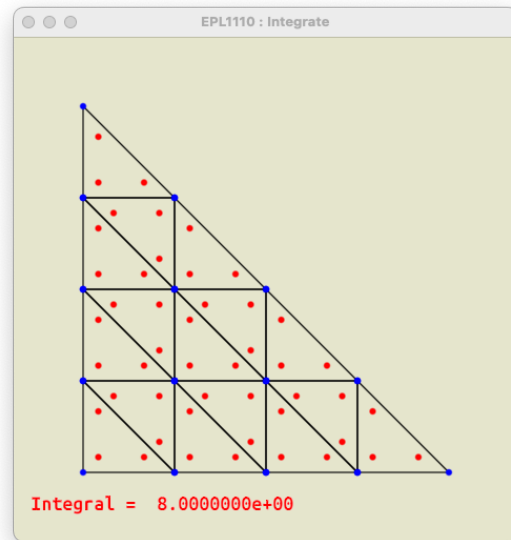 EPL1110 : Integrate
Integral =  8.0000000e+00